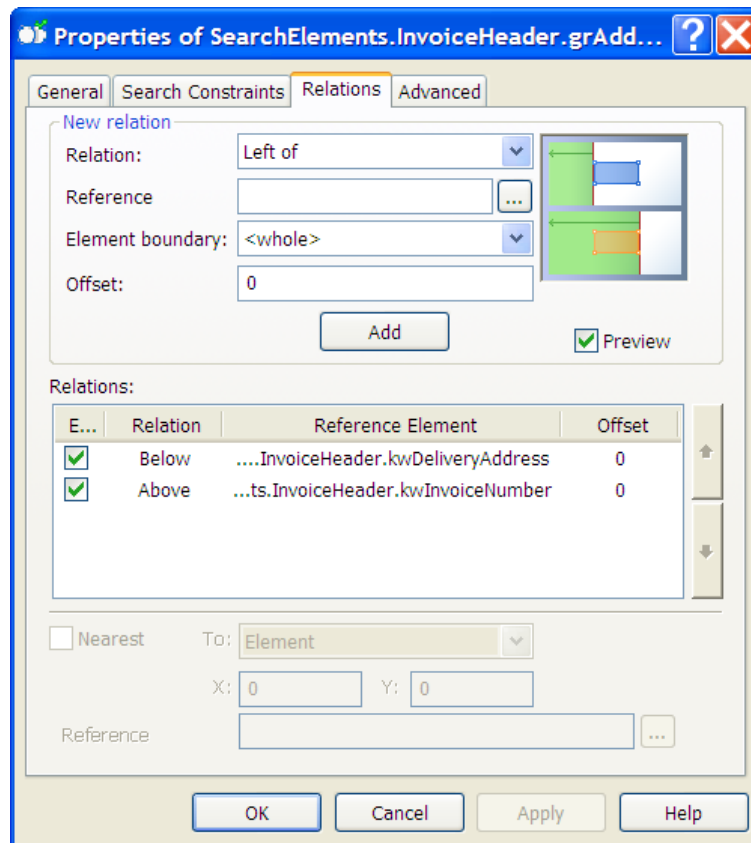 Properties of SearchElements.InvoiceHeader.grAdd... ?
General Search Constraints Relations Advanced
New relation
Relation: Left of
Reference ...
Element boundary: <whole>
Offset: 0
Add
Preview
Relations:
E... Relation Reference Element Offset
Below ....InvoiceHeader.kwDeliveryAddress 0
Above ...ts.InvoiceHeader.kwInvoiceNumber 0
Nearest To: Element
X: 0 Y: 0
Reference ...
OK Cancel Apply Help